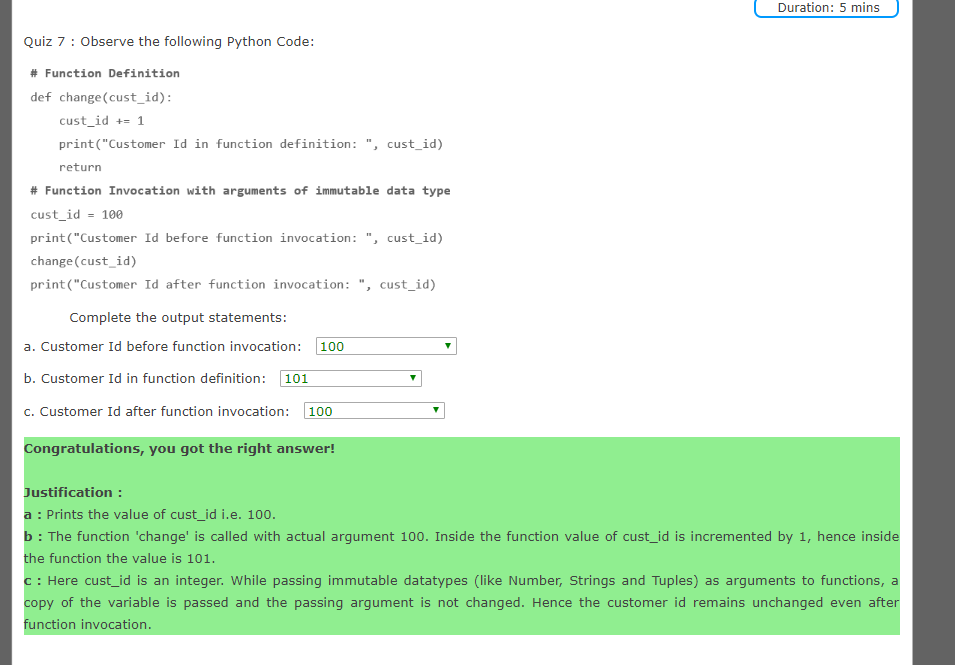 Duration: 5 mins
Quiz 7 : Observe the following Python Code:
# Function Definition
def change(cust_id):
    cust_id += 1
    print("Customer Id in function definition: ", cust_id)
    return
# Function Invocation with arguments of immutable data type
cust_id = 100
print("Customer Id before function invocation: ", cust_id)
change(cust_id)
print("Customer Id after function invocation: ", cust_id)
Complete the output statements:
a. Customer Id before function invocation: 100
b. Customer Id in function definition: 101
c. Customer Id after function invocation: 100
Congratulations, you got the right answer!
Justification :
a : Prints the value of cust_id i.e. 100.
b : The function 'change' is called with actual argument 100. Inside the function value of cust_id is incremented by 1, hence inside
the function the value is 101.
c : Here cust_id is an integer. While passing immutable datatypes (like Number, Strings and Tuples) as arguments to functions, a
copy of the variable is passed and the passing argument is not changed. Hence the customer id remains unchanged even after
function invocation.